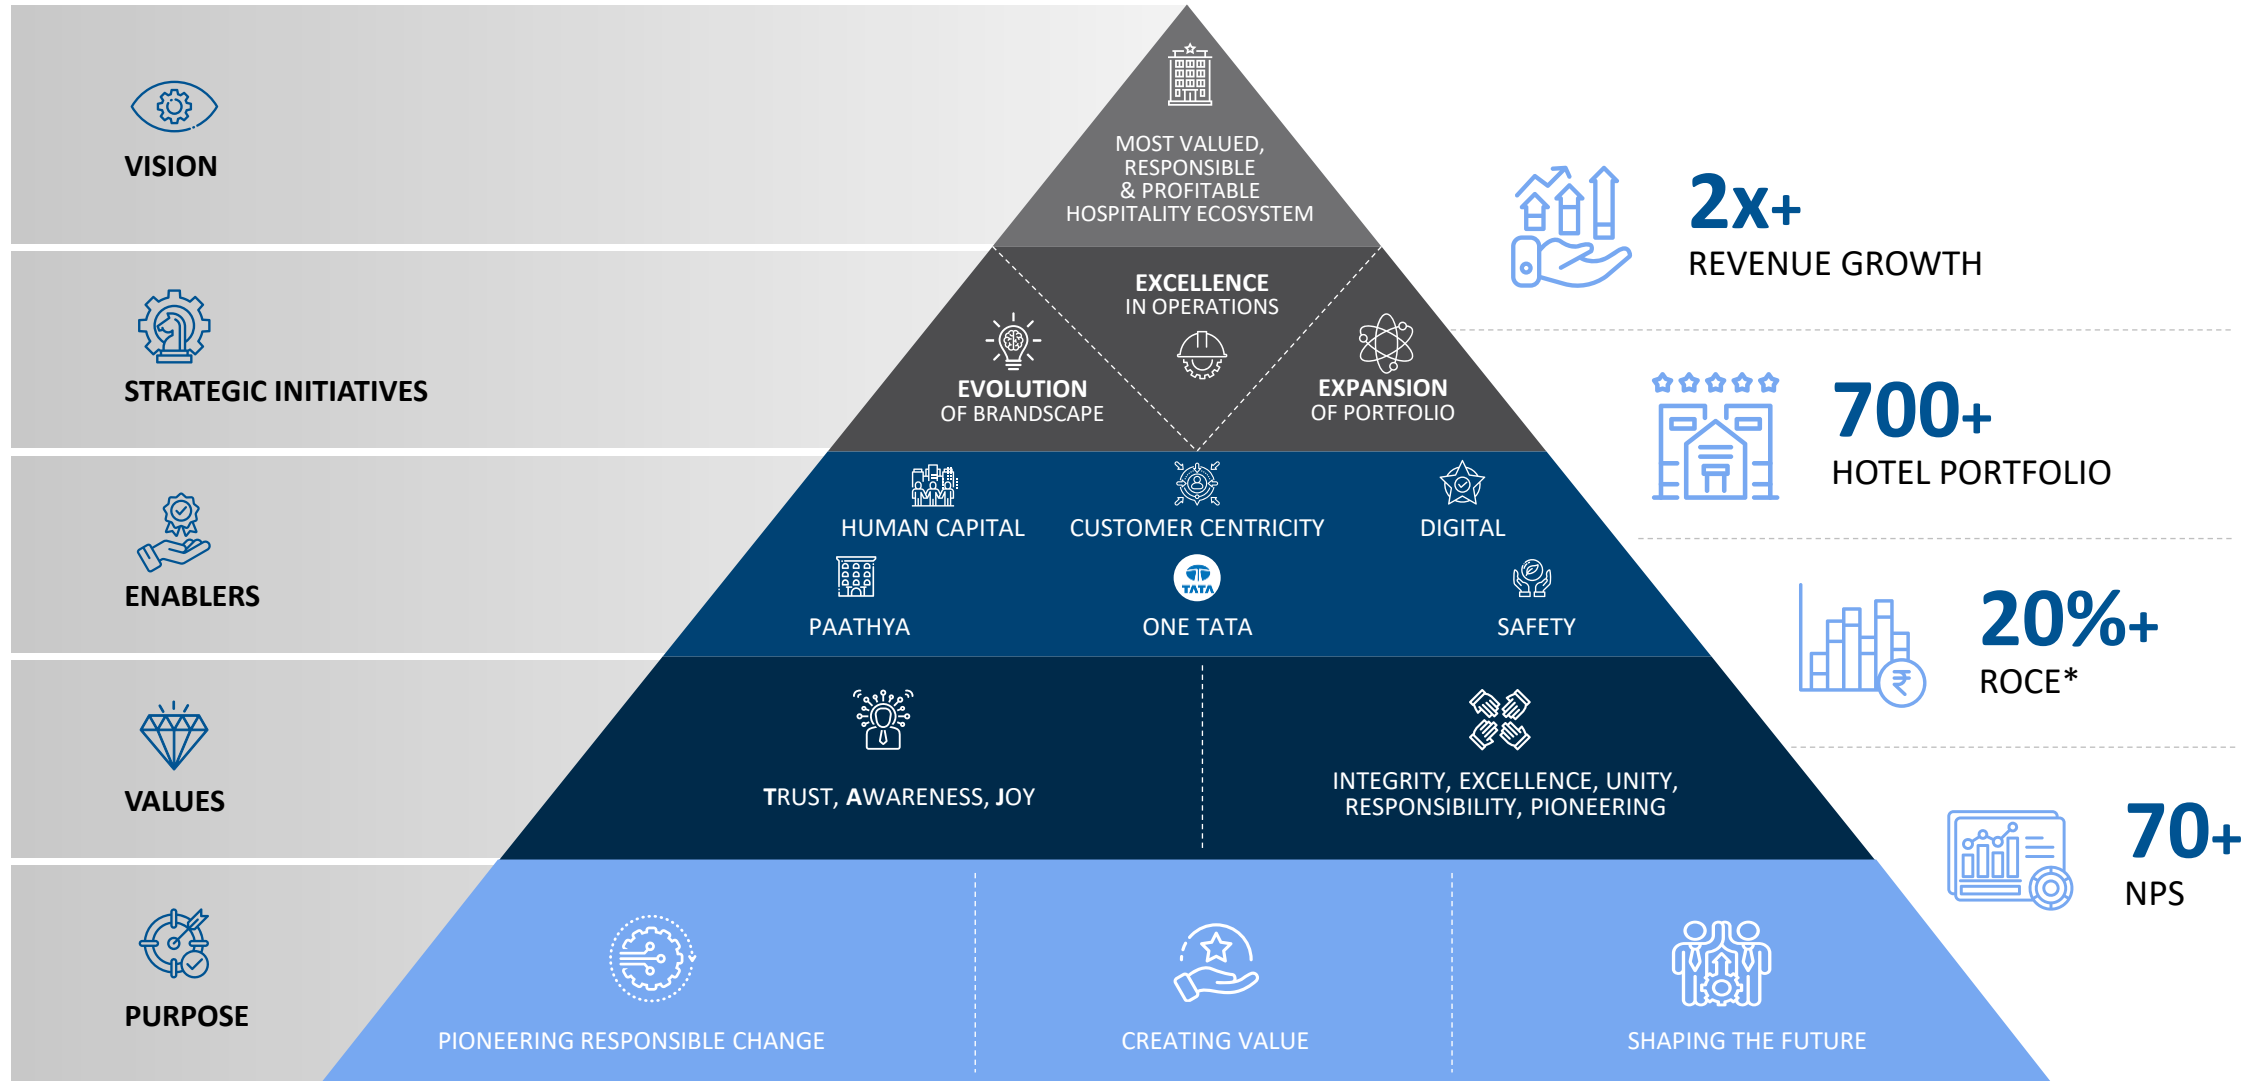 VISION
MOST VALUED,
RESPONSIBLE
& PROFITABLE
HOSPITALITY ECOSYSTEM
STRATEGIC INITIATIVES
EXCELLENCE
IN OPERATIONS
EVOLUTION
OF BRANDSCAPE
EXPANSION
OF PORTFOLIO
ENABLERS
HUMAN CAPITAL
CUSTOMER CENTRICITY
DIGITAL
PAATHYA
TATA
ONE TATA
SAFETY
VALUES
TRUST, AWARENESS, JOY
INTEGRITY, EXCELLENCE, UNITY,
RESPONSIBILITY, PIONEERING
PURPOSE
PIONEERING RESPONSIBLE CHANGE
CREATING VALUE
SHAPING THE FUTURE
2x+
REVENUE GROWTH
700+
HOTEL PORTFOLIO
20%+
ROCE*
₹
70+
NPS